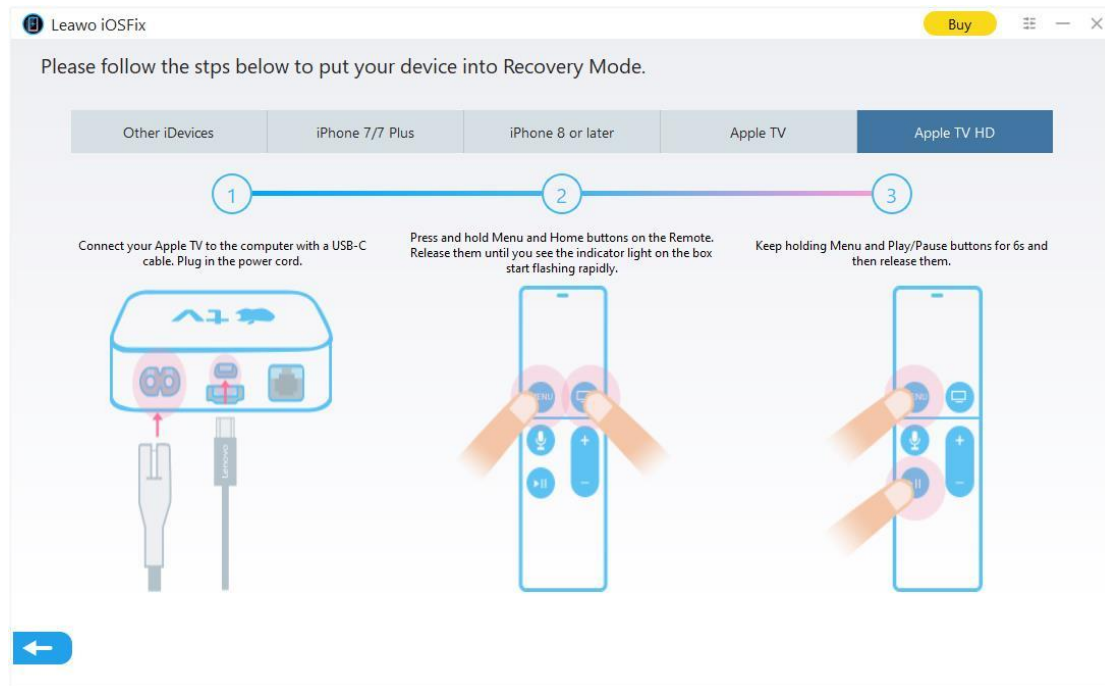 Leawo iOSFix
Buy
Please follow the stps below to put your device into Recovery Mode.
Other iDevices
iPhone 7/7 Plus
iPhone 8 or later
Apple TV
Apple TV HD
1
2
3
Connect your Apple TV to the computer with a USB-C
cable. Plug in the power cord.
Press and hold Menu and Home buttons on the Remote.
Release them until you see the indicator light on the box
start flashing rapidly.
Keep holding Menu and Play/Pause buttons for 6s and
then release them.
tv
Lenovo
MENU
+
−
MENU
+
−